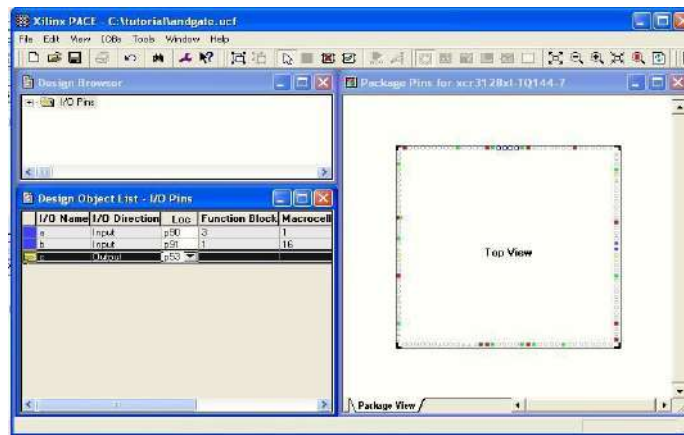 Xilinx PACE - C:\tutorial\andgate.ucf
File Edit View IOBs Tools Window Help
Design Browser
I/O Pins
Design Object List - I/O Pins
I/O Name I/O Direction Loc Function Block Macrocell
a Input p90 3 1
b Input p91 1 16
c Output p53
Package Pins for xcr3128xl-TQ144-7
Top View
Package View